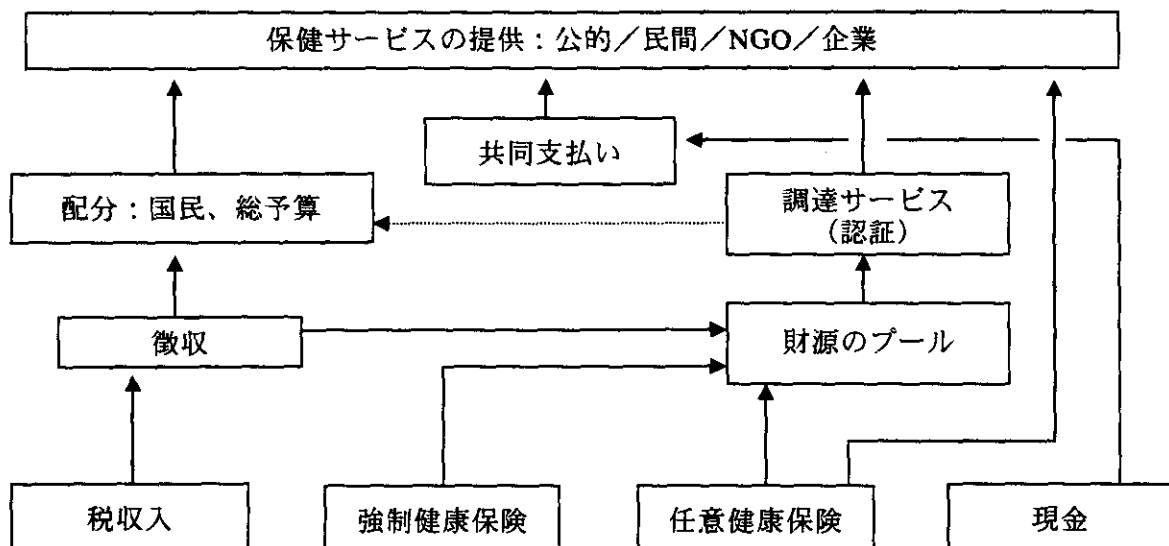 保健サービスの提供：公的／民間／NGO／企業
共同支払い
配分：国民、総予算
調達サービス
（認証）
徴収
財源のプール
税収入
強制健康保険
任意健康保険
現金